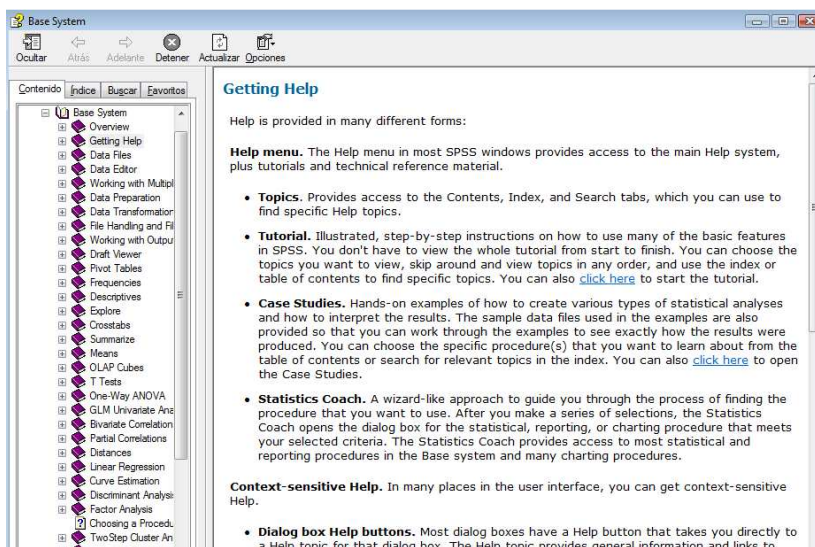 Base System
Ocultar Atrás Adelante Detener Actualizar Opciones
Contenido Índice Buscar Favoritos
Base System
Overview
Getting Help
Data Files
Data Editor
Working with Multipl
Data Preparation
Data Transformation
File Handling and Fil
Working with Output
Draft Viewer
Pivot Tables
Frequencies
Descriptives
Explore
Crosstabs
Summarize
Means
OLAP Cubes
T Tests
One-Way ANOVA
GLM Univariate Ana
Bivariate Correlation
Partial Correlations
Distances
Linear Regression
Curve Estimation
Discriminant Analysis
Factor Analysis
Choosing a Procedu
TwoStep Cluster An
Getting Help
Help is provided in many different forms:
Help menu. The Help menu in most SPSS windows provides access to the main Help system,
plus tutorials and technical reference material.
• Topics. Provides access to the Contents, Index, and Search tabs, which you can use to
find specific Help topics.
• Tutorial. Illustrated, step-by-step instructions on how to use many of the basic features
in SPSS. You don't have to view the whole tutorial from start to finish. You can choose the
topics you want to view, skip around and view topics in any order, and use the index or
table of contents to find specific topics. You can also click here to start the tutorial.
• Case Studies. Hands-on examples of how to create various types of statistical analyses
and how to interpret the results. The sample data files used in the examples are also
provided so that you can work through the examples to see exactly how the results were
produced. You can choose the specific procedure(s) that you want to learn about from the
table of contents or search for relevant topics in the index. You can also click here to open
the Case Studies.
• Statistics Coach. A wizard-like approach to guide you through the process of finding the
procedure that you want to use. After you make a series of selections, the Statistics
Coach opens the dialog box for the statistical, reporting, or charting procedure that meets
your selected criteria. The Statistics Coach provides access to most statistical and
reporting procedures in the Base system and many charting procedures.
Context-sensitive Help. In many places in the user interface, you can get context-sensitive
Help.
• Dialog box Help buttons. Most dialog boxes have a Help button that takes you directly to
a Help topic for that dialog box. The Help topic provides general information and links to